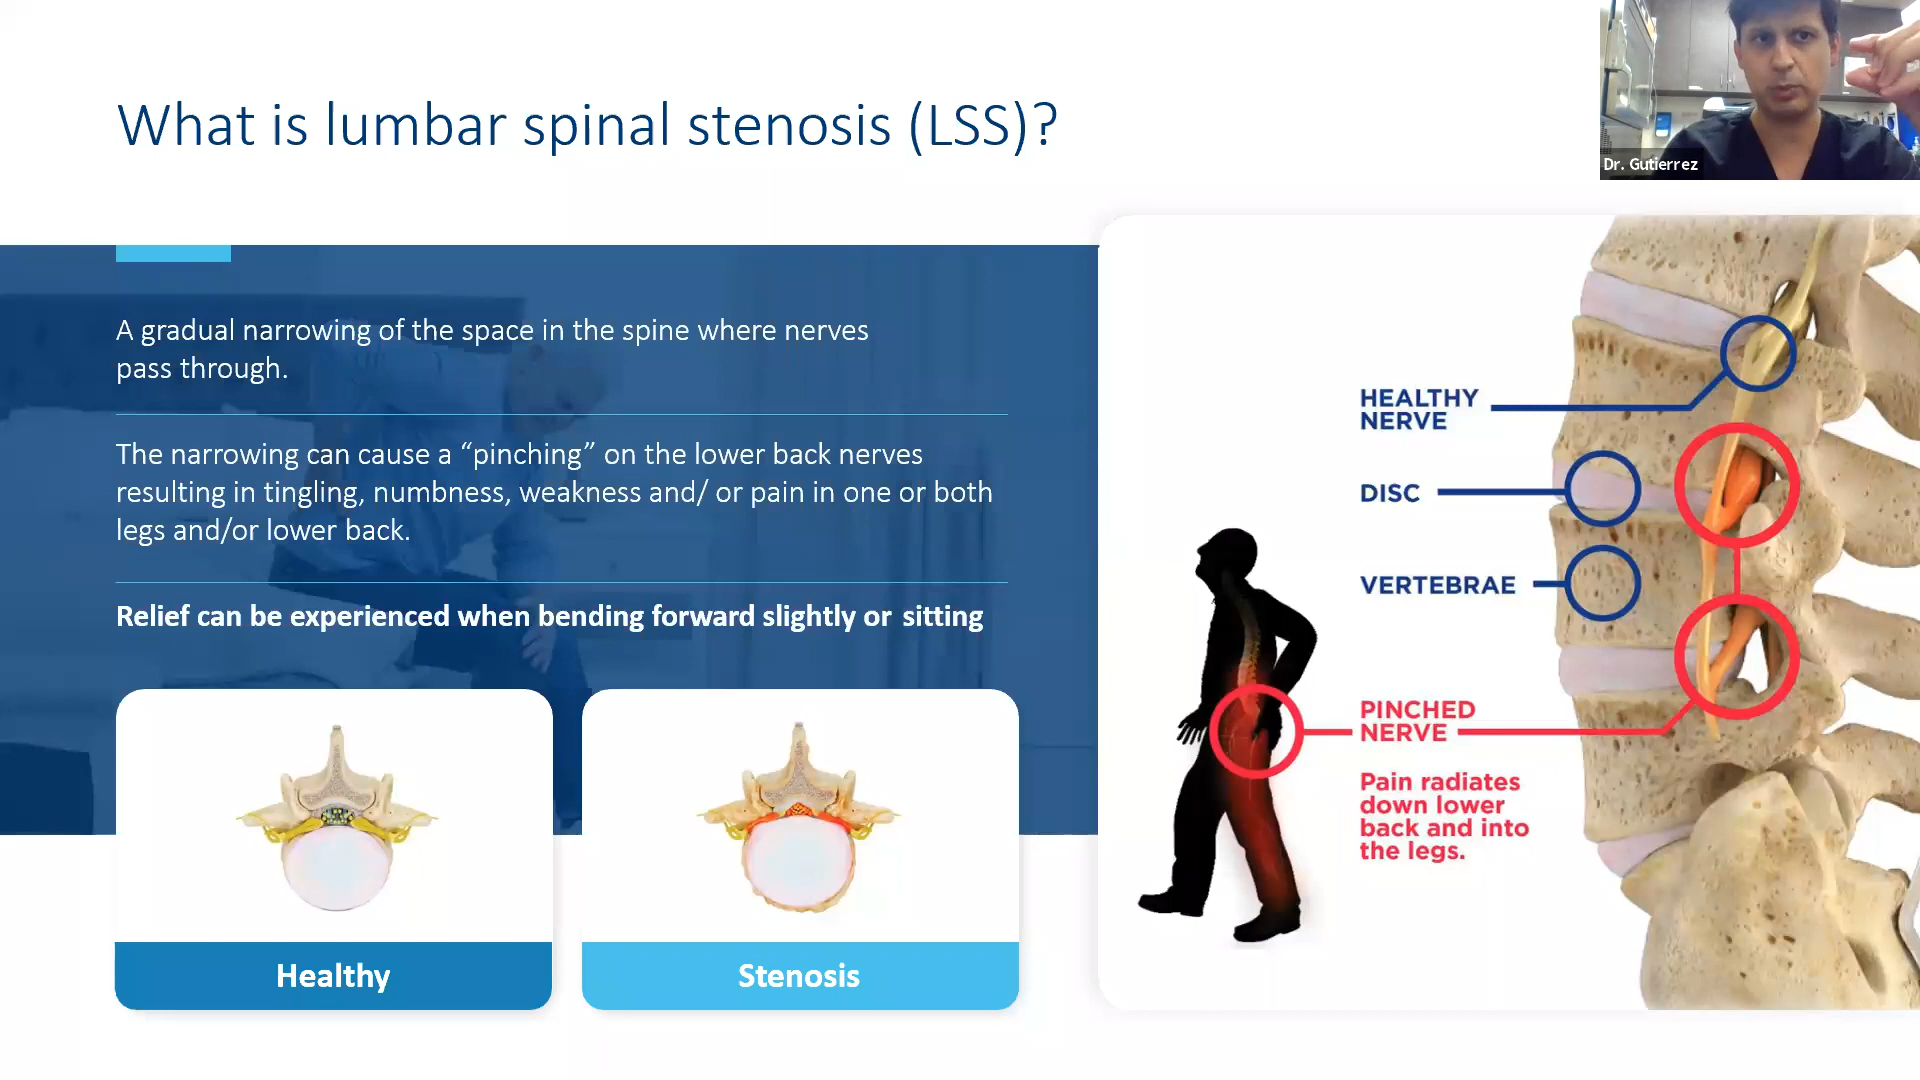 What is lumbar spinal stenosis (LSS)?
Dr. Gutierrez
A gradual narrowing of the space in the spine where nerves
pass through.
The narrowing can cause a “pinching” on the lower back nerves
resulting in tingling, numbness, weakness and/ or pain in one or both
legs and/or lower back.
Relief can be experienced when bending forward slightly or sitting
Healthy
Stenosis
HEALTHY
NERVE
DISC
VERTEBRAE
PINCHED
NERVE
Pain radiates
down lower
back and into
the legs.